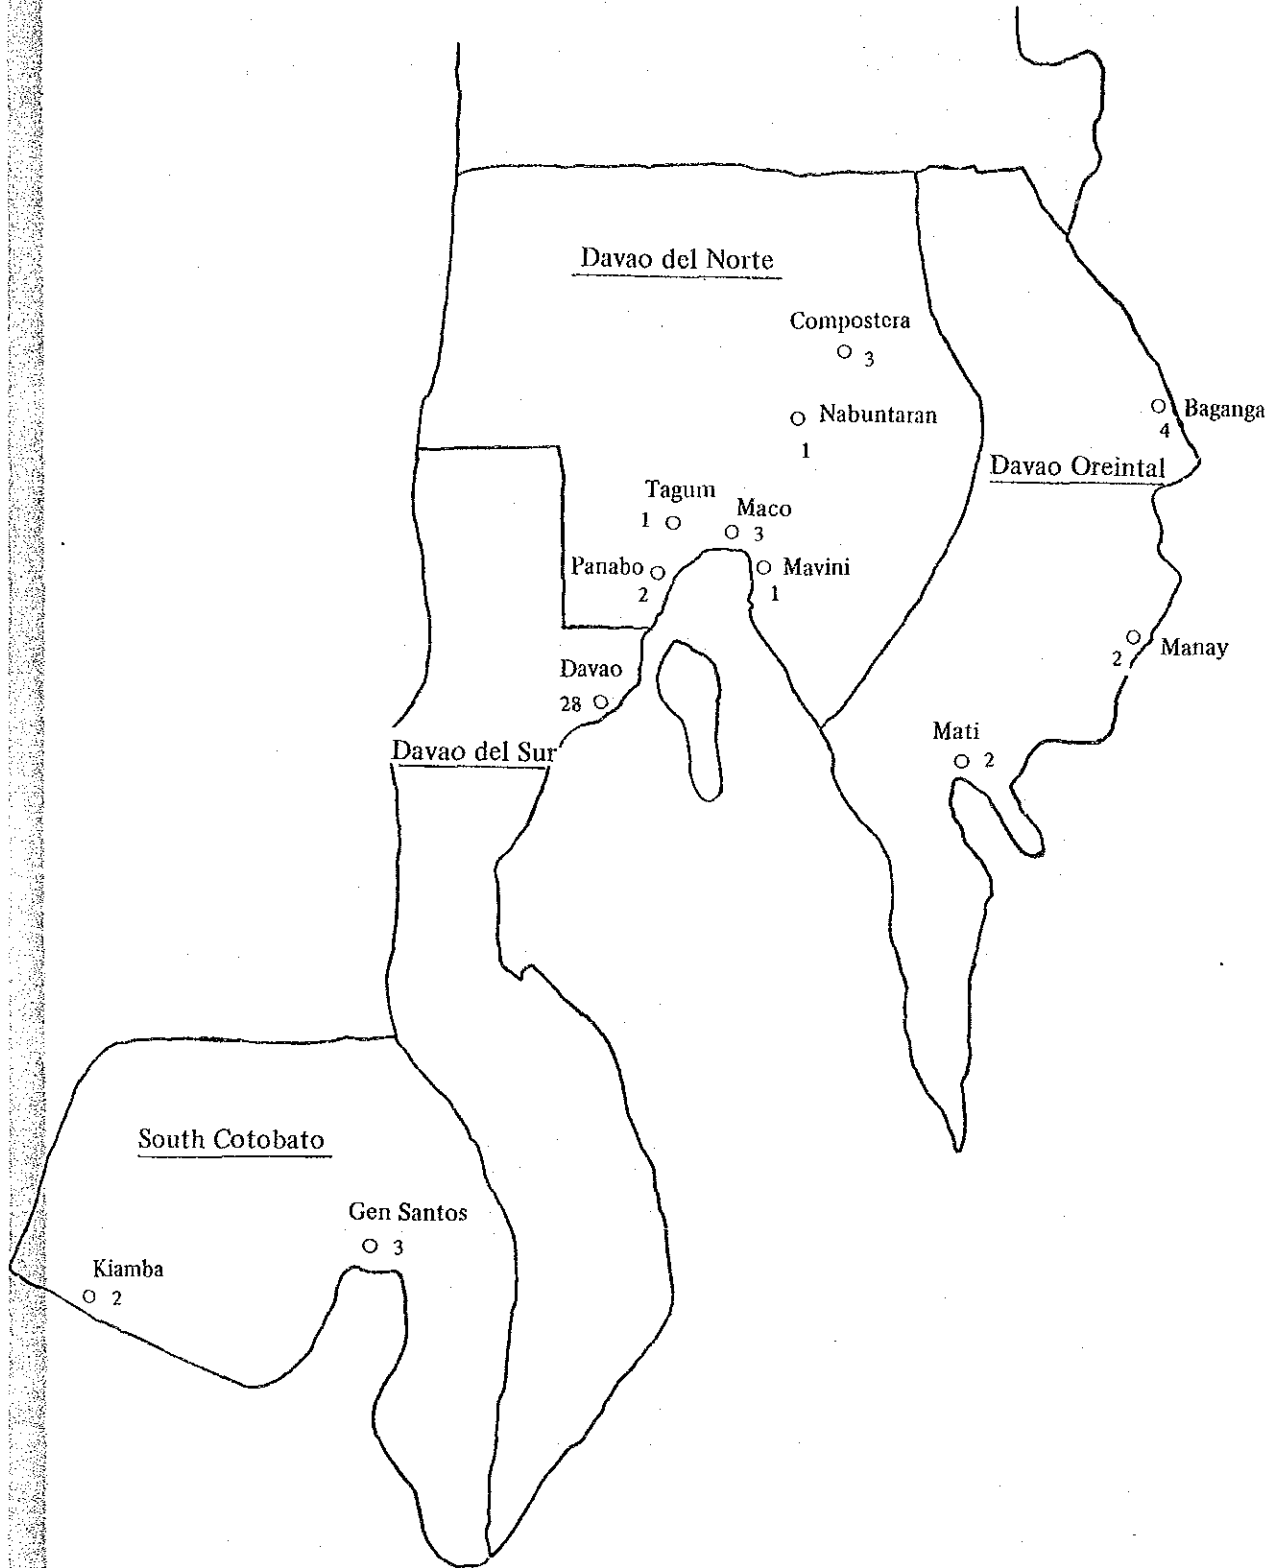 Davao del Norte
Compostera
3
Nabuntaran
1
Baganga
4
Davao Oreintal
Tagum
1
Maco
3
Panabo
2
Mavini
1
Manay
2
Davao
28
Mati
2
Davao del Sur
South Cotobato
Gen Santos
3
Kiamba
2